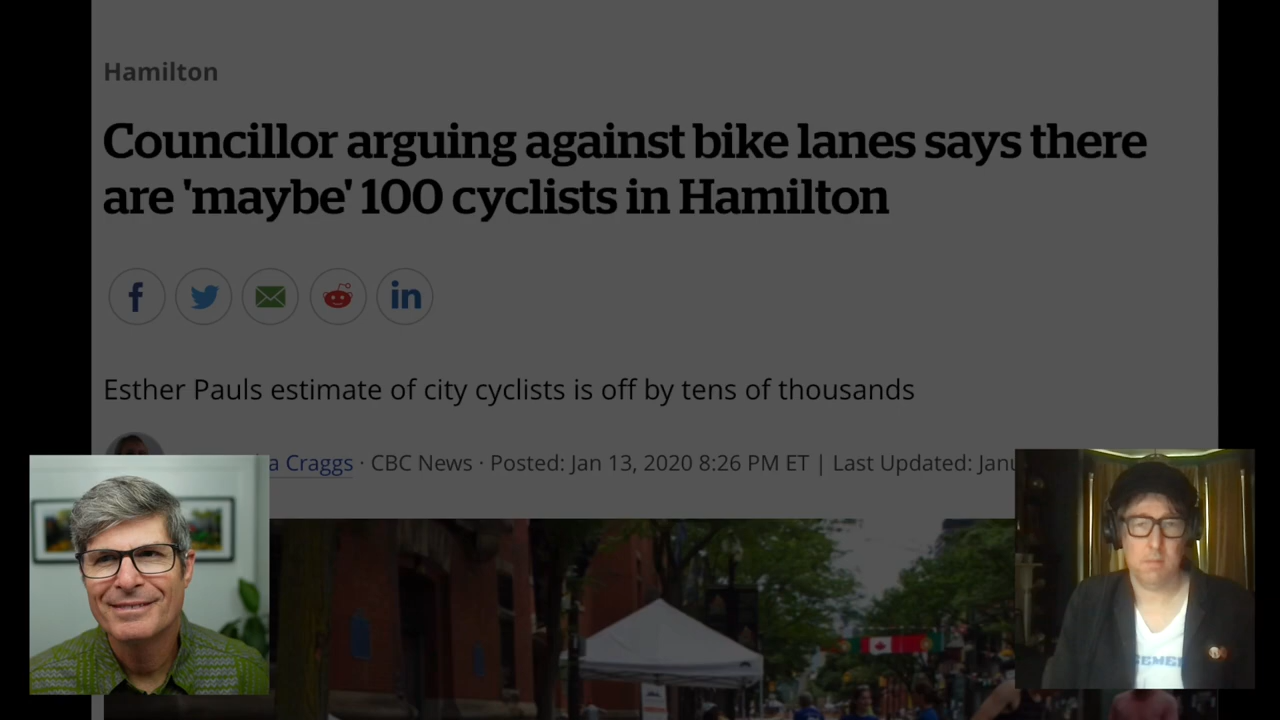 Hamilton
Councillor arguing against bike lanes says there
are 'maybe' 100 cyclists in Hamilton
f
in
Esther Pauls estimate of city cyclists is off by tens of thousands
Craggs · CBC News · Posted: Jan 13, 2020 8:26 PM ET | Last Updated: